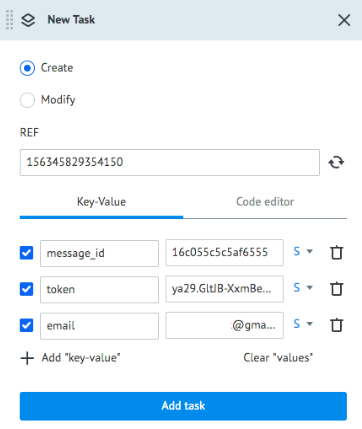 New Task
Create
Modify
REF
156345829354150
Key-Value Code editor
message_id 16c055c5c5af6555 S
token ya29.GltJB-XxmBe... S
email @gma... S
Add "key-value" Clear "values"
Add task